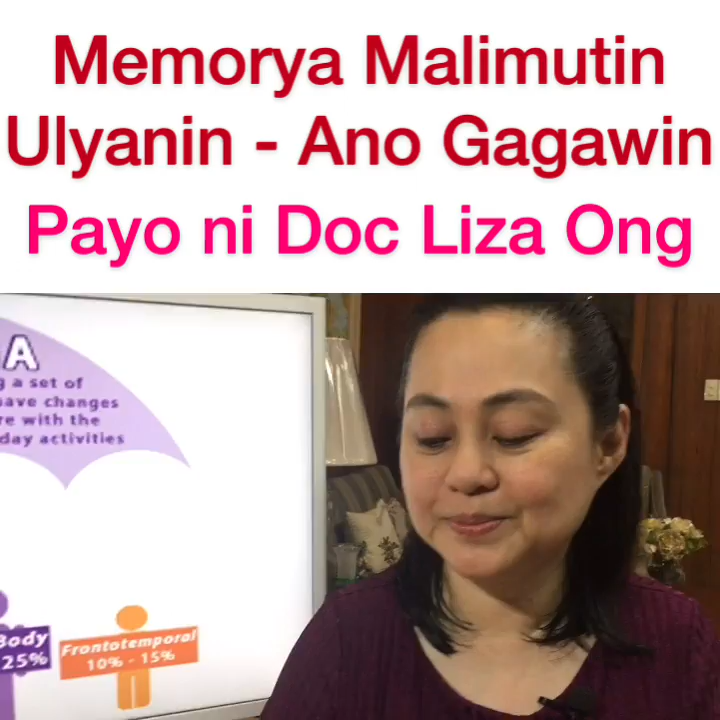 Memorya Malimutin
Ulyanin - Ano Gagawin
Payo ni Doc Liza Ong
A
g a set of
ave changes
re with the
day activities
Body
25%
Frontotemporal
10% - 15%